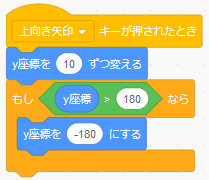 上向き矢印 キーが押されたとき
y座標を 10 ずつ変える
もし y座標 > 180 なら
y座標を -180 にする